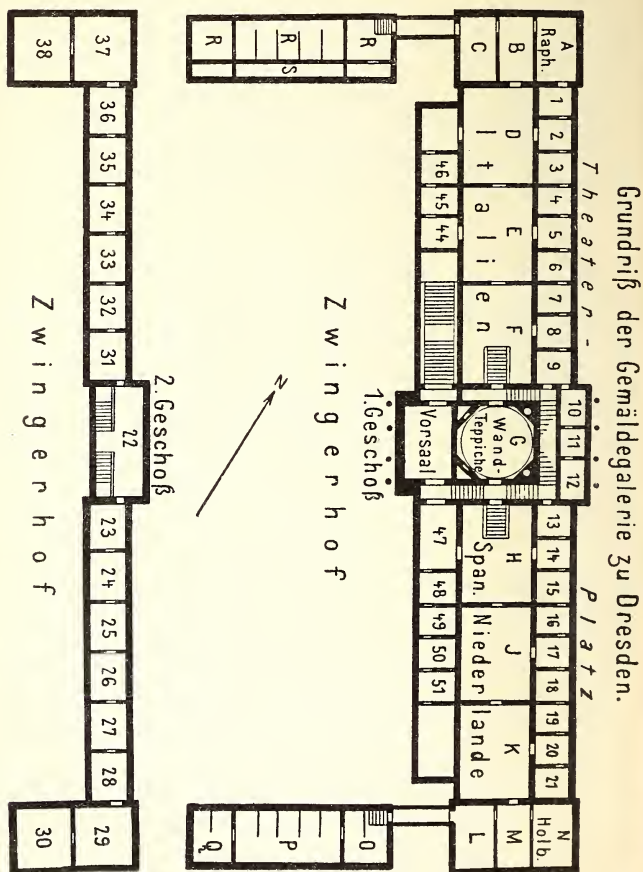 Grundriß der Gemäldegalerie zu Dresden.
Theater-
Platz
A
Raph.
1
2
3
4
5
6
7
8
9
10
11
12
13
14
15
16
17
18
19
20
21
N
Holb.
B
M
C
D
E
F
G
H
J
K
L
Italien
Wand-
Teppiche
Span.
Niederlande
46
45
44
Vorsaal
47
48
49
50
51
1.Geschoß
R
R
R
S
O
P
Q
Zwingerhof
N
2.Geschoß
37
38
36
35
34
33
32
31
22
23
24
25
26
27
28
29
30
Zwingerhof